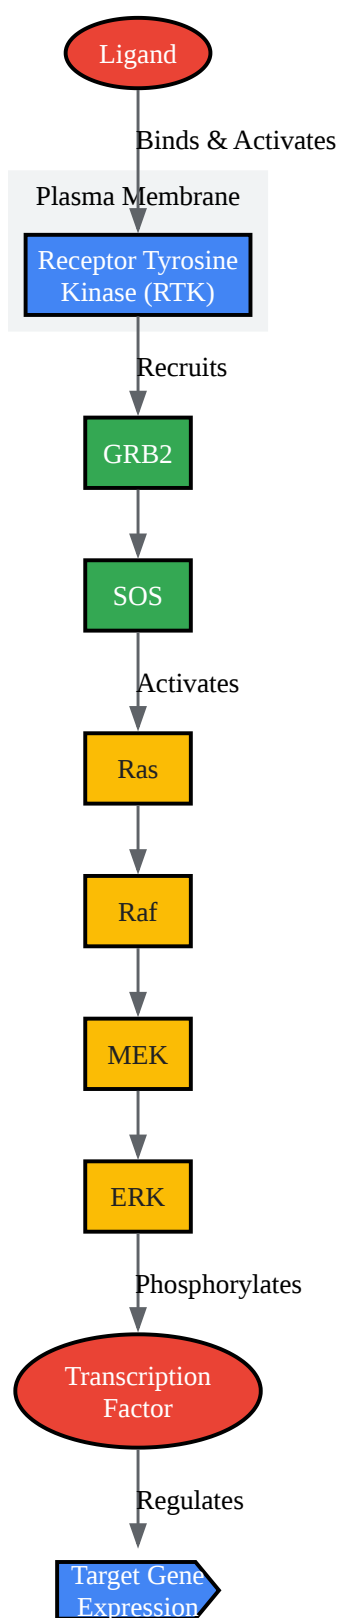 Ligand
Binds & Activates
Plasma Membrane
Receptor Tyrosine
Kinase (RTK)
Recruits
GRB2
SOS
Activates
Ras
Raf
MEK
ERK
Phosphorylates
Transcription
Factor
Regulates
Target Gene
Expression